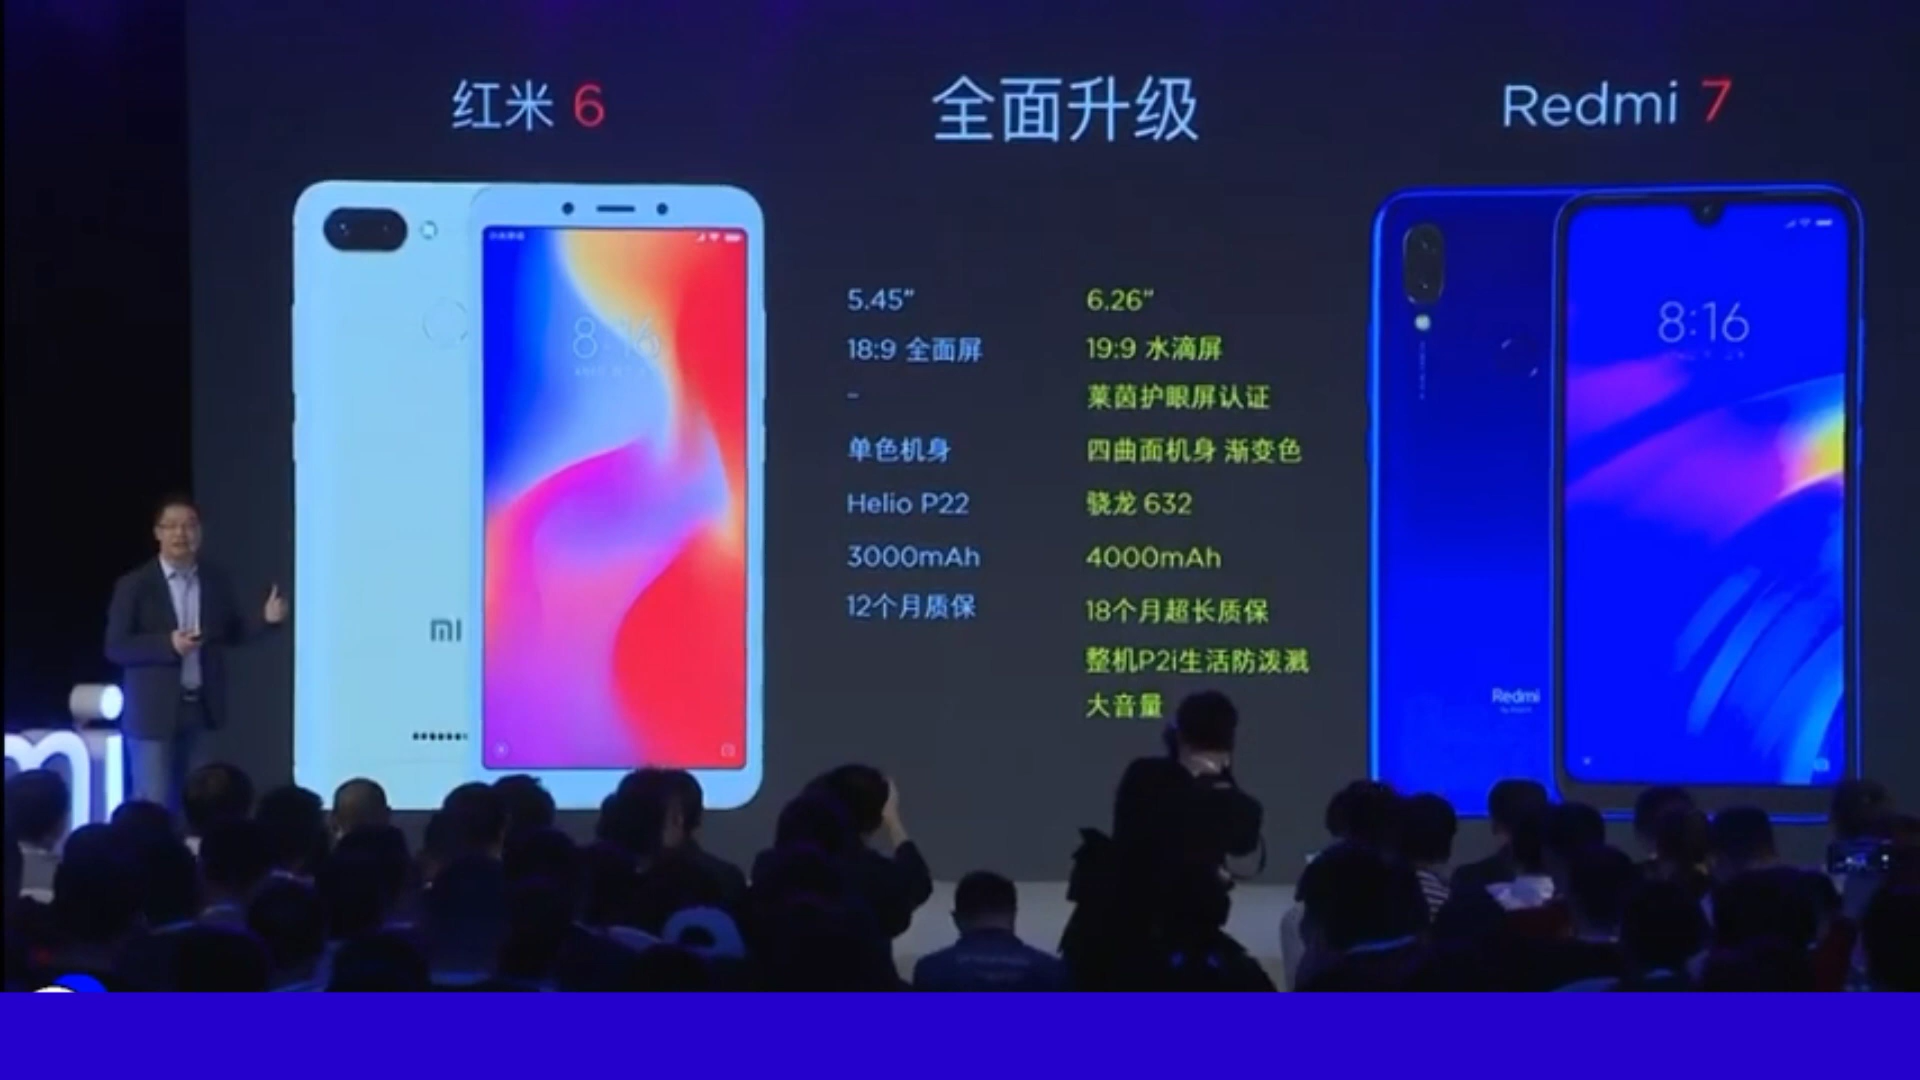 红米 6
全面升级
Redmi 7
8:16
8:16
5.45” 6.26”
18:9 全面屏 19:9 水滴屏
- 莱茵护眼屏认证
单色机身 四曲面机身 渐变色
Helio P22 骁龙 632
3000mAh 4000mAh
12个月质保 18个月超长质保
整机P2i生活防泼溅
大音量
MI
Redmi
mi